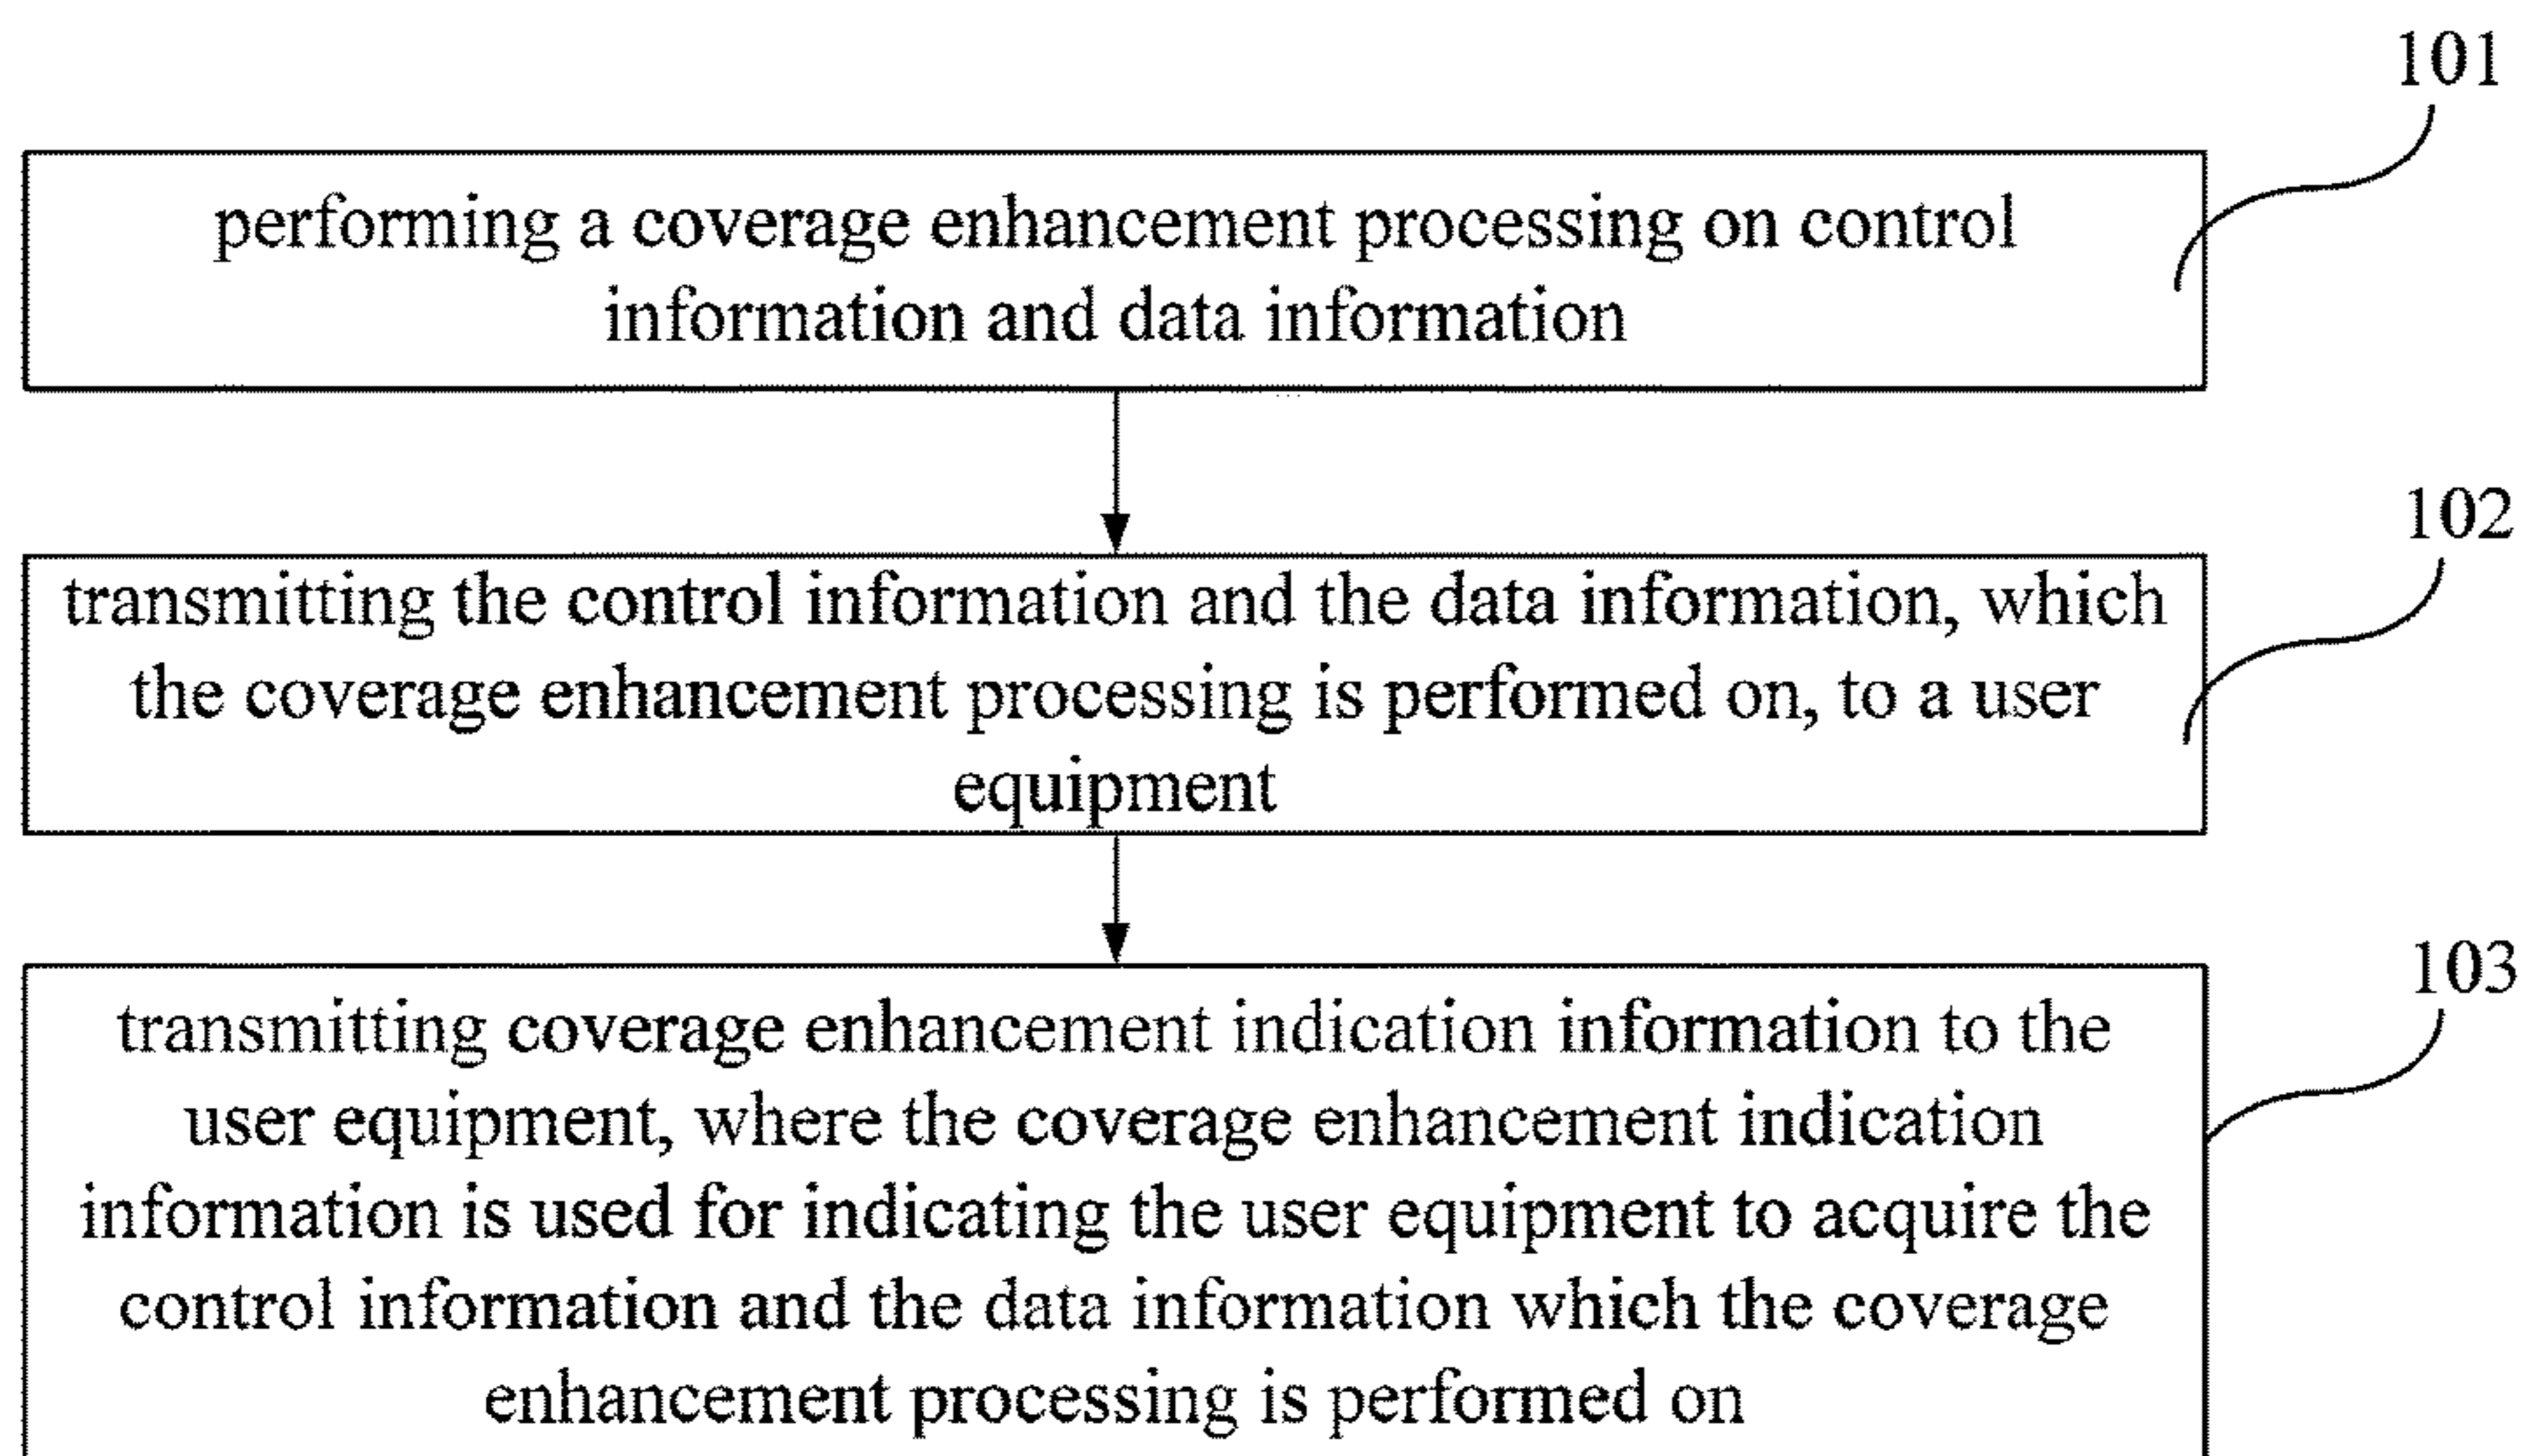 101
performing a coverage enhancement processing on control
information and data information
102
transmitting the control information and the data information, which
the coverage enhancement processing is performed on, to a user
equipment
103
transmitting coverage enhancement indication information to the
user equipment, where the coverage enhancement indication
information is used for indicating the user equipment to acquire the
control information and the data information which the coverage
enhancement processing is performed on